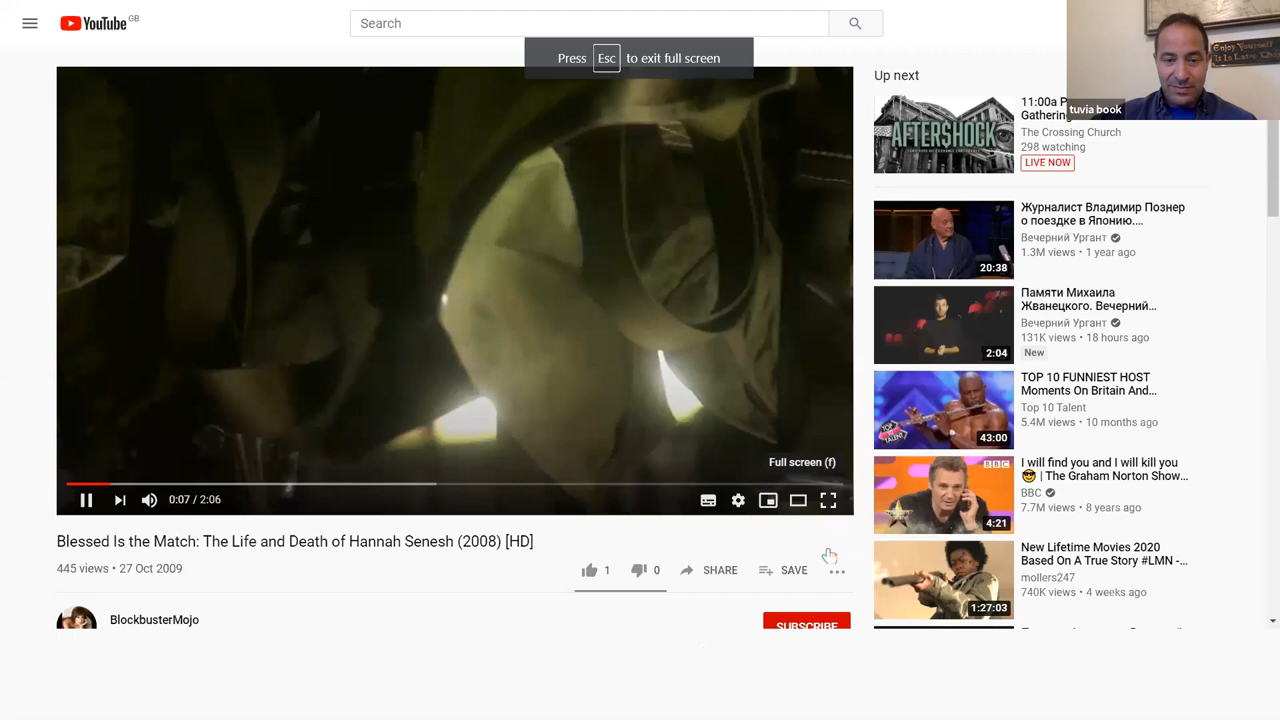 YouTube GB
Search
Press Esc to exit full screen
Enjoy Yourself
tuvia book
Full screen (f)
0:07 / 2:06
Blessed Is the Match: The Life and Death of Hannah Senesh (2008) [HD]
445 views • 27 Oct 2009
1
0
SHARE
SAVE
BlockbusterMojo
SUBSCRIBE
Up next
AFTERSHOCK
11:00a P
Gathering
The Crossing Church
298 watching
LIVE NOW
20:38
Журналист Владимир Познер
о поездке в Японию.…
Вечерний Ургант
1.3M views • 1 year ago
2:04
Памяти Михаила
Жванецкого. Вечерний…
Вечерний Ургант
131K views • 18 hours ago
New
TOP 10 TALENT
43:00
TOP 10 FUNNIEST HOST
Moments On Britain And…
Top 10 Talent
5.4M views • 10 months ago
BBC
4:21
I will find you and I will kill you
😎 | The Graham Norton Show…
BBC
7.7M views • 8 years ago
1:27:03
New Lifetime Movies 2020
Based On A True Story #LMN -…
mollers247
740K views • 4 weeks ago